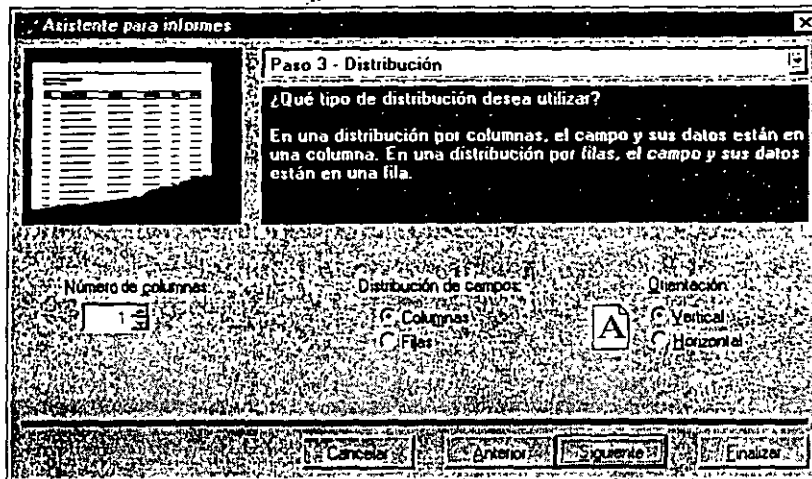 Asistente para informes
Paso 3 - Distribución
¿Qué tipo de distribución desea utilizar?
En una distribución por columnas, el campo y sus datos están en
una columna. En una distribución por filas, el campo y sus datos
están en una fila.
Número de columnas:
1
Distribución de campos:
Columnas
Filas
A
Orientación
Vertical
Horizontal
Cancelar
Anterior
Siguiente
Finalizar